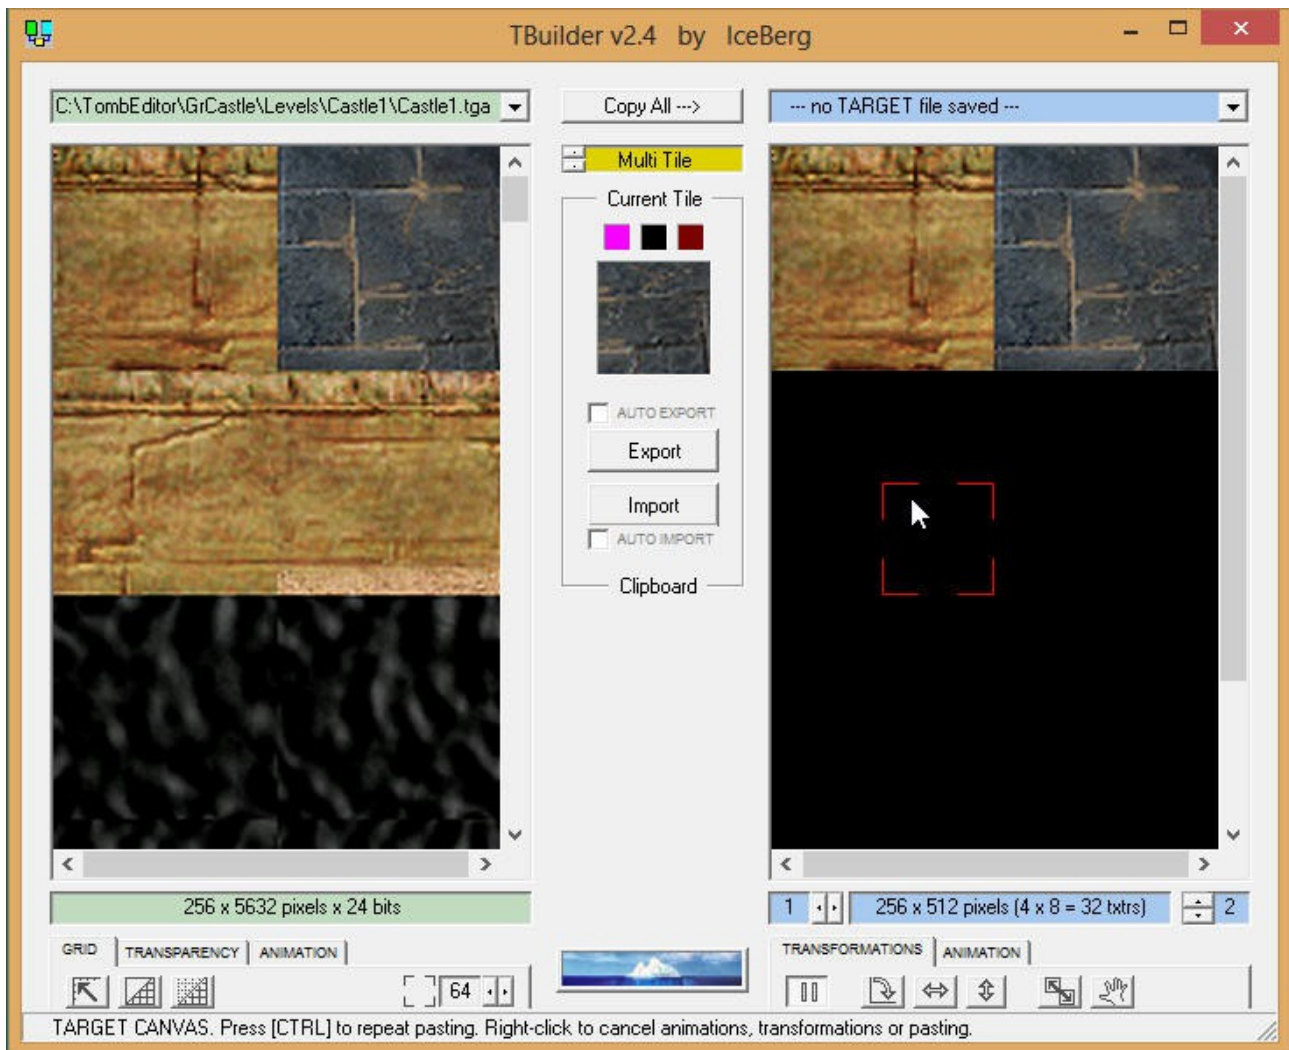 TBuilder v2.4 by IceBerg
C:\TombEditor\GrCastle\Levels\Castle1\Castle1.tga
Copy All --->
--- no TARGET file saved ---
Multi Tile
Current Tile
AUTO EXPORT
Export
Import
AUTO IMPORT
Clipboard
256 x 5632 pixels x 24 bits
1
256 x 512 pixels (4 x 8 = 32 txtrs)
2
GRID
TRANSPARENCY
ANIMATION
TRANSFORMATIONS
ANIMATION
64
TARGET CANVAS. Press [CTRL] to repeat pasting. Right-click to cancel animations, transformations or pasting.